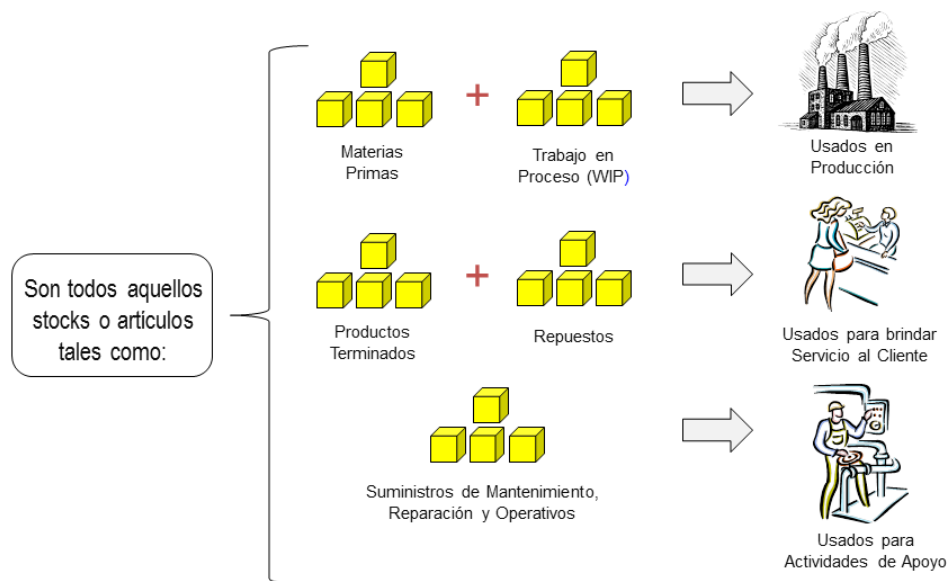 Son todos aquellos
stocks o artículos
tales como:
Materias
Primas
+
Trabajo en
Proceso (WIP)
Usados en
Producción
Productos
Terminados
+
Repuestos
Usados para brindar
Servicio al Cliente
Suministros de Mantenimiento,
Reparación y Operativos
Usados para
Actividades de Apoyo